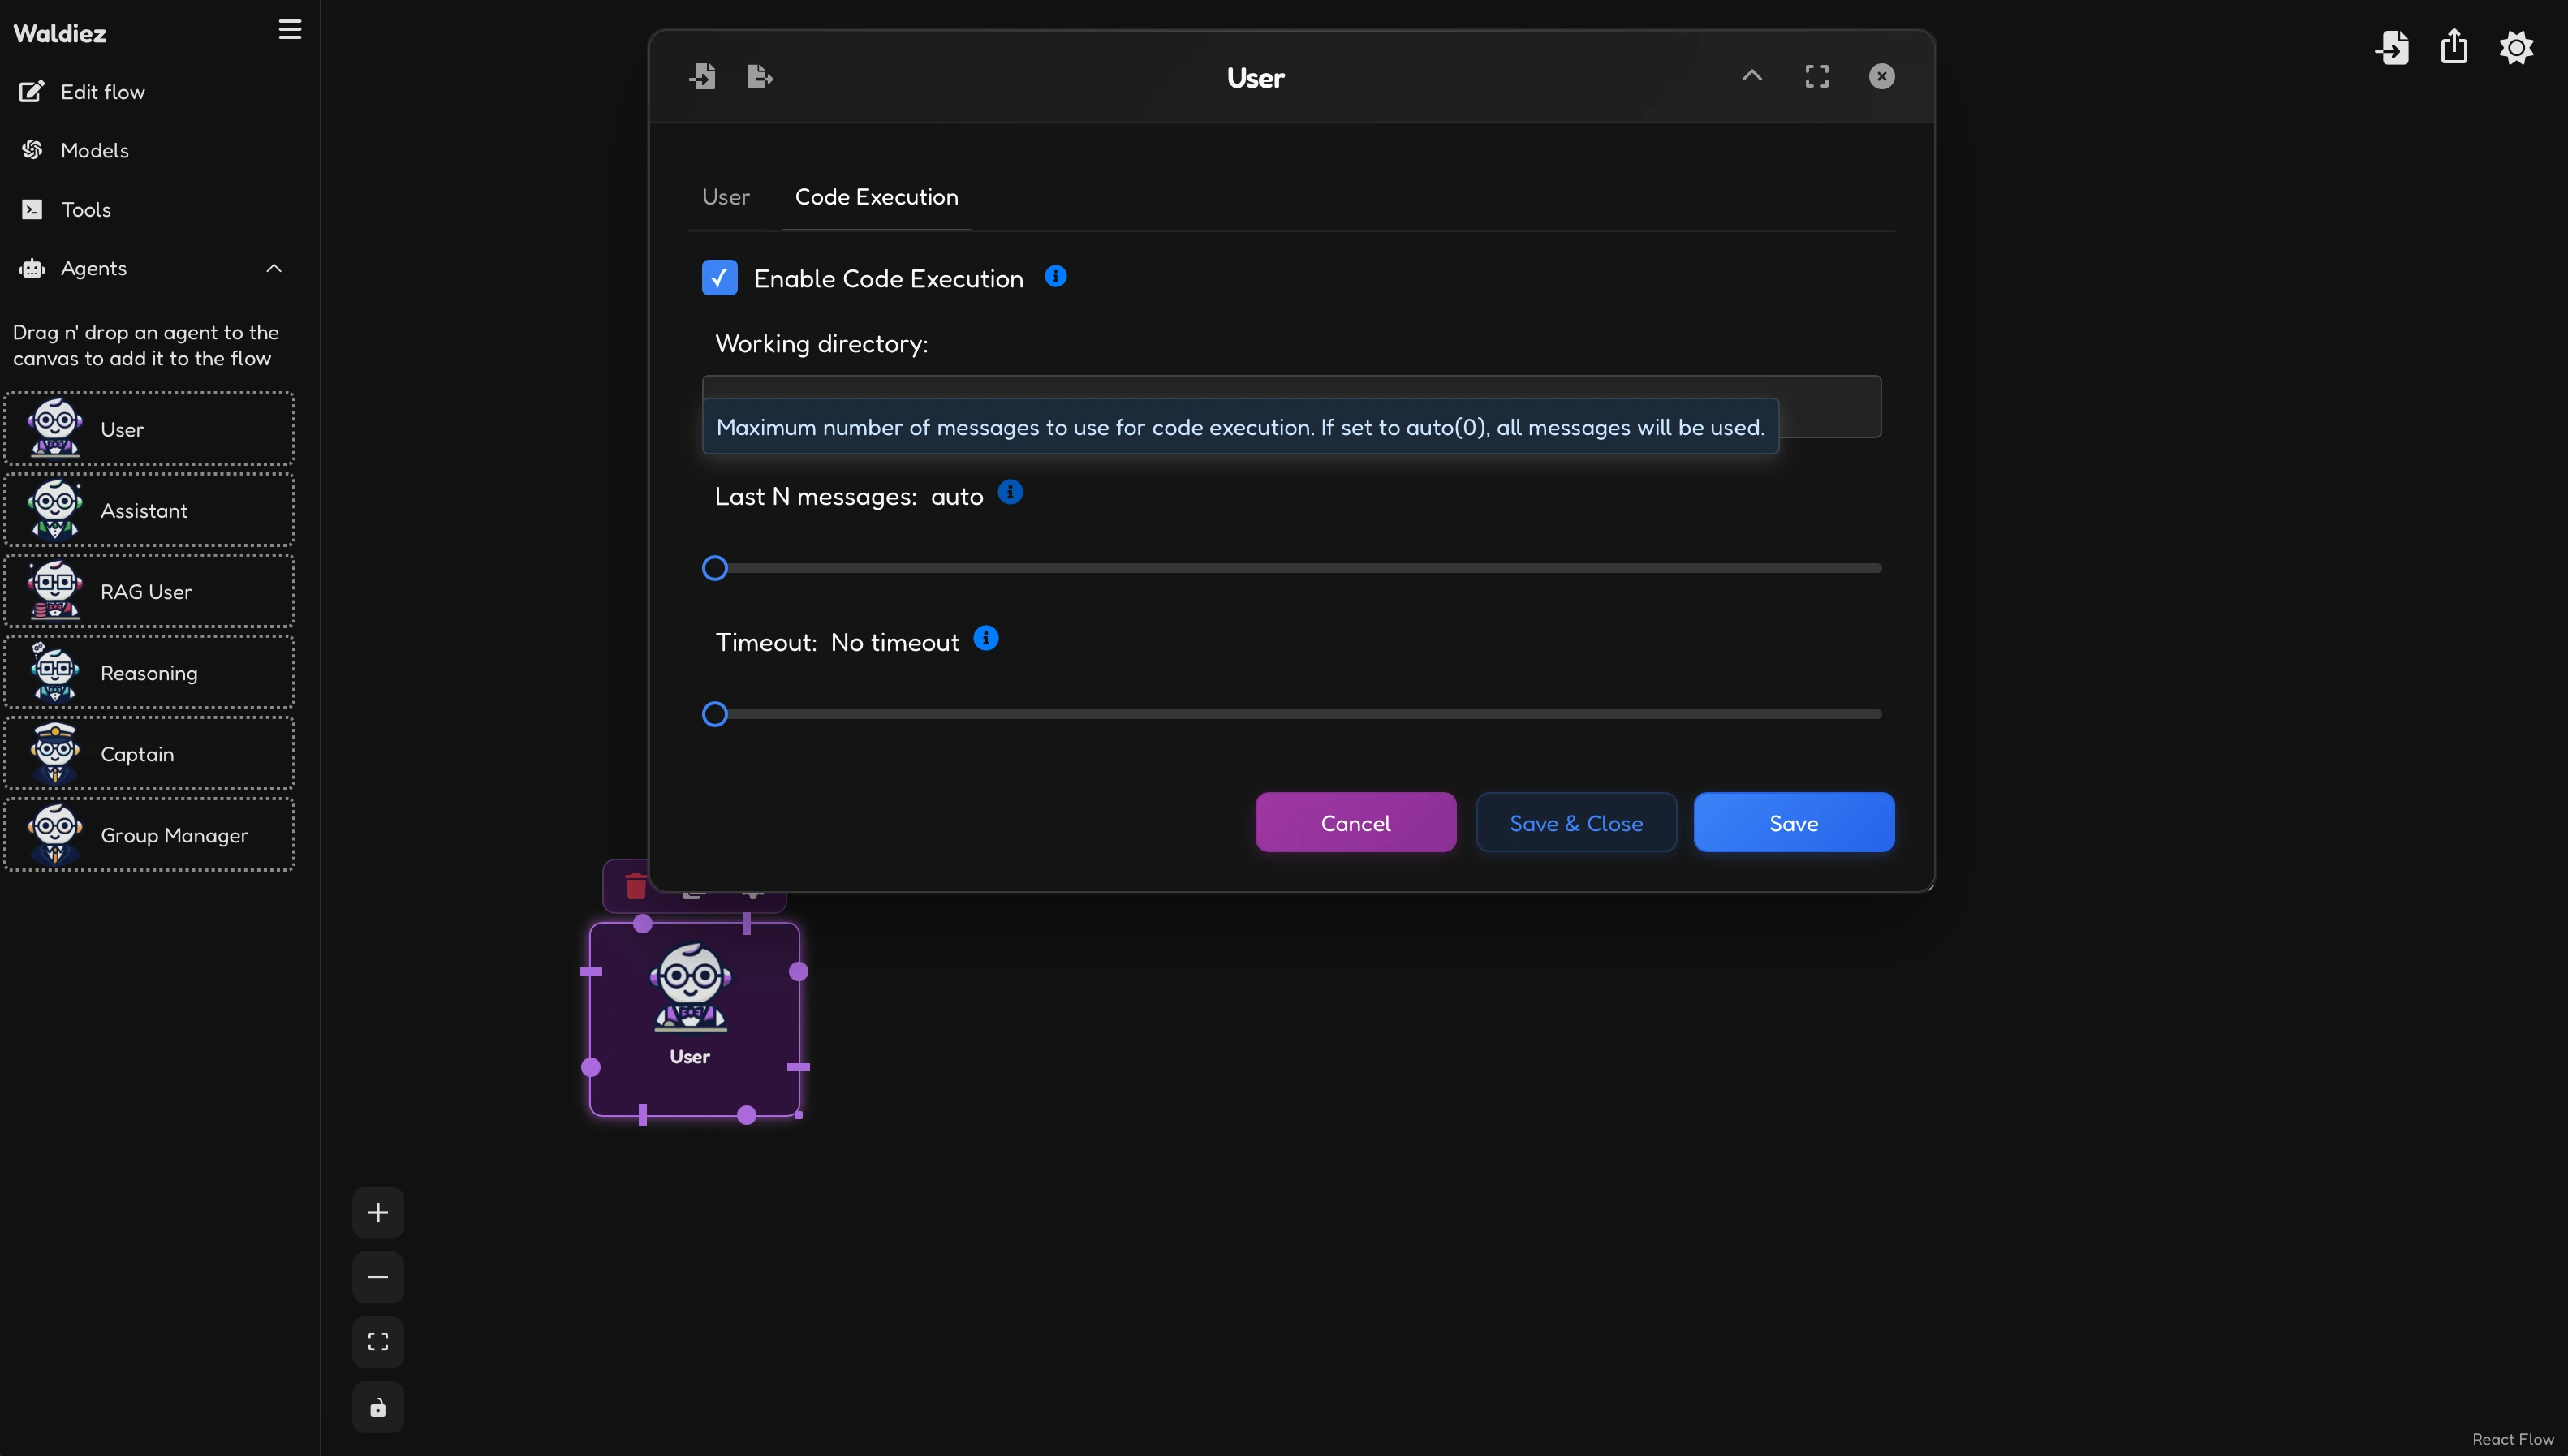 Waldiez
Edit flow
Models
Tools
Agents
Drag n' drop an agent to the
canvas to add it to the flow
User
Assistant
RAG User
Reasoning
Captain
Group Manager
User
User
Code Execution
Enable Code Execution
Working directory:
Maximum number of messages to use for code execution. If set to auto(0), all messages will be used.
Last N messages: auto
Timeout: No timeout
Cancel
Save & Close
Save
User
React Flow